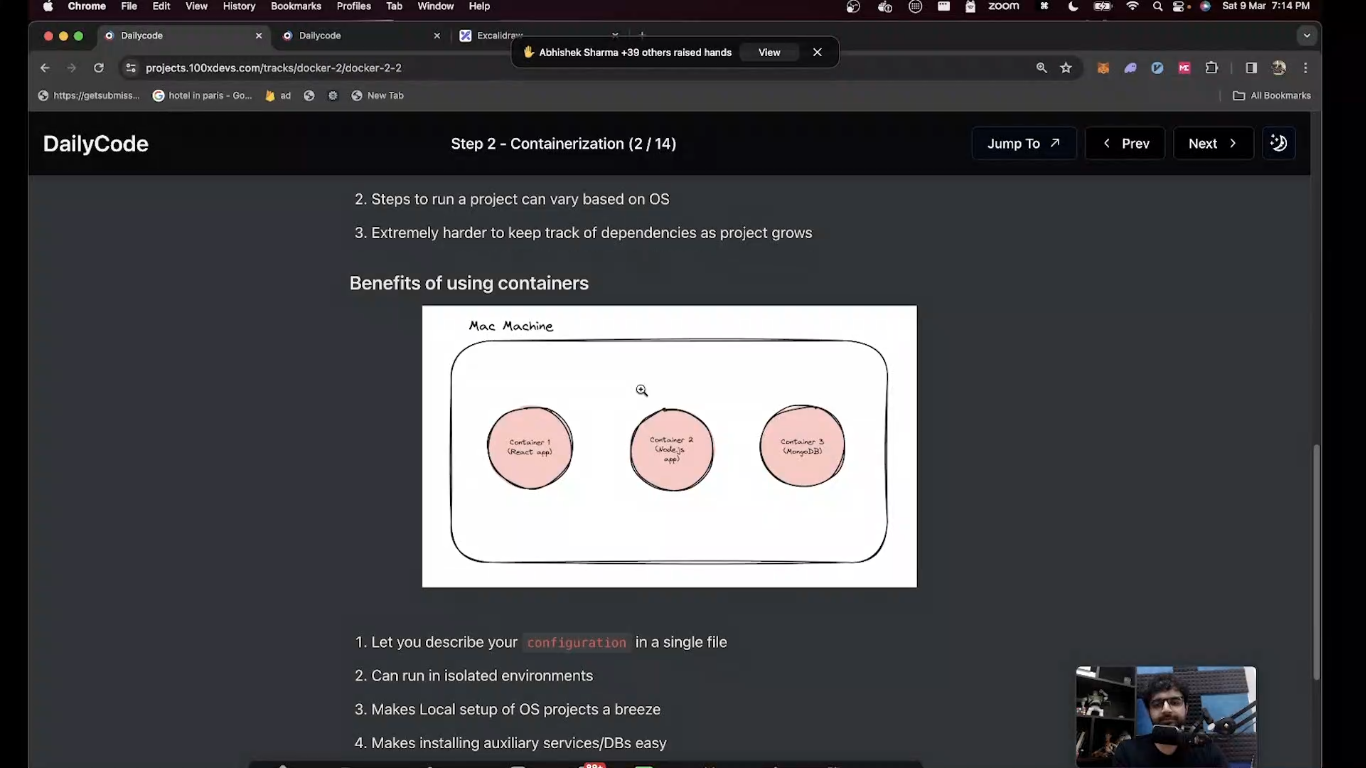 Chrome File Edit View History Bookmarks Profiles Tab Window Help zoom Sat 9 Mar 7:14 PM
Dailycode Dailycode Excalidraw
Abhishek Sharma +39 others raised hands View
projects.100xdevs.com/tracks/docker-2/docker-2-2
https://getsubmiss... hotel in paris - Go... ad New Tab All Bookmarks
DailyCode Step 2 - Containerization (2 / 14) Jump To Prev Next
2. Steps to run a project can vary based on OS
3. Extremely harder to keep track of dependencies as project grows
Benefits of using containers
Mac Machine
Container 1
(React app)
Container 2
(Node.js
app)
Container 3
(MongoDB)
1. Let you describe your configuration in a single file
2. Can run in isolated environments
3. Makes Local setup of OS projects a breeze
4. Makes installing auxiliary services/DBs easy